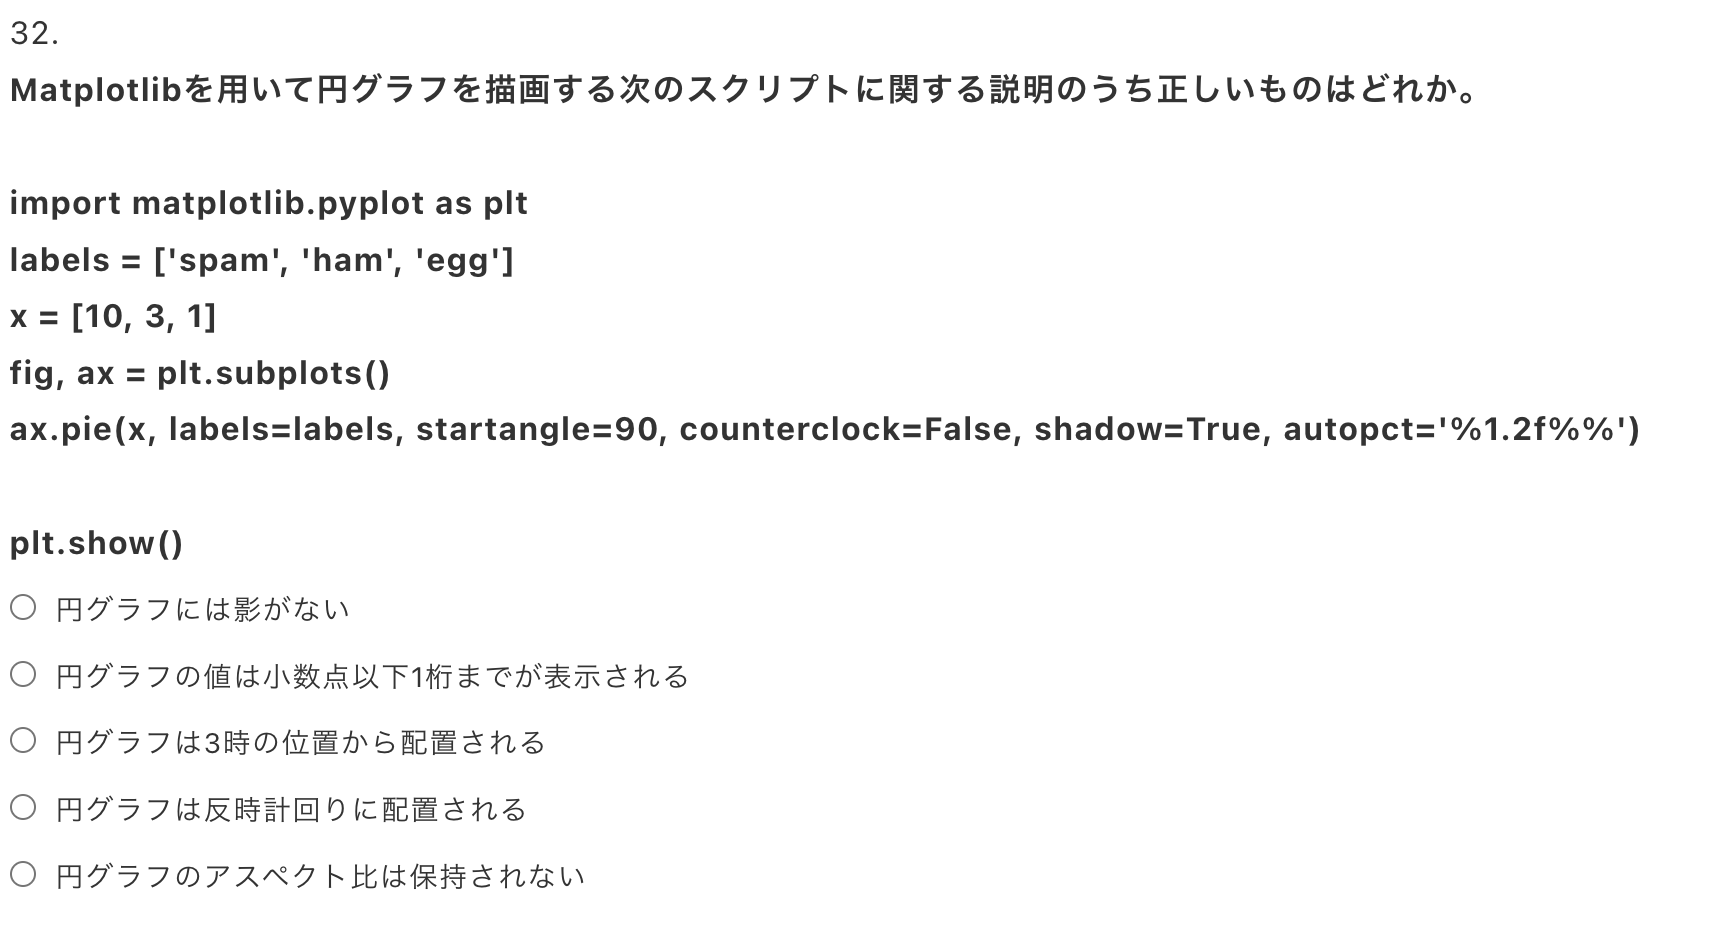 32.
Matplotlibを用いて円グラフを描画する次のスクリプトに関する説明のうち正しいものはどれか。
import matplotlib.pyplot as plt
labels = ['spam', 'ham', 'egg']
x = [10, 3, 1]
fig, ax = plt.subplots()
ax.pie(x, labels=labels, startangle=90, counterclock=False, shadow=True, autopct='%1.2f%%')
plt.show()
円グラフには影がない
円グラフの値は小数点以下1桁までが表示される
円グラフは3時の位置から配置される
円グラフは反時計回りに配置される
円グラフのアスペクト比は保持されない